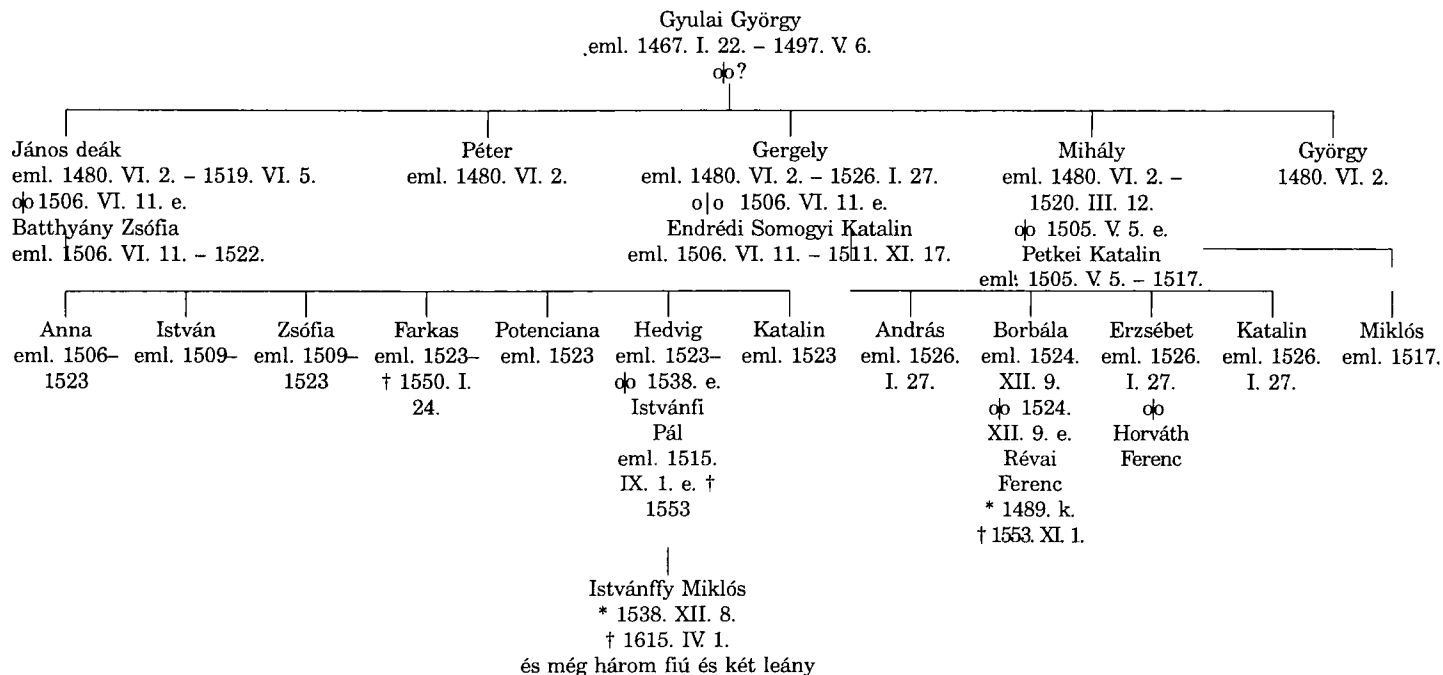 Gyulai György
eml. 1467. I. 22. – 1497. V. 6.
oo?
János deák
eml. 1480. VI. 2. – 1519. VI. 5.
oo 1506. VI. 11. e.
Batthyány Zsófia
eml. 1506. VI. 11. – 1522.
Péter
eml. 1480. VI. 2.
Gergely
eml. 1480. VI. 2. – 1526. I. 27.
o|o 1506. VI. 11. e.
Endrédi Somogyi Katalin
eml. 1506. VI. 11. – 1511. XI. 17.
Mihály
eml. 1480. VI. 2. –
1520. III. 12.
oo 1505. V. 5. e.
Petkei Katalin
eml. 1505. V. 5. – 1517.
György
1480. VI. 2.
Anna
eml. 1506–
1523
István
eml. 1509–
Zsófia
eml. 1509–
1523
Farkas
eml. 1523–
† 1550. I.
24.
Potenciana
eml. 1523
Hedvig
eml. 1523–
oo 1538. e.
Istvánfi
Pál
eml. 1515.
IX. 1. e. †
1553
Katalin
eml. 1523
András
eml. 1526.
I. 27.
Borbála
eml. 1524.
XII. 9.
oo 1524.
XII. 9. e.
Révai
Ferenc
* 1489. k.
† 1553. XI. 1.
Erzsébet
eml. 1526.
I. 27.
oo
Horváth
Ferenc
Katalin
eml. 1526.
I. 27.
Miklós
eml. 1517.
Istvánffy Miklós
* 1538. XII. 8.
† 1615. IV. 1.
és még három fiú és két leány